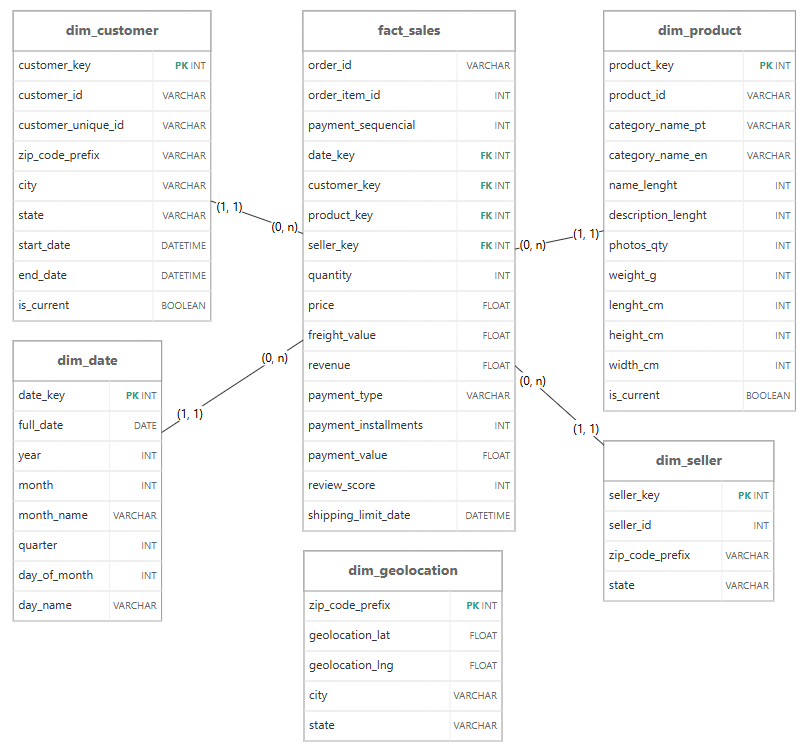 dim_customer
customer_key PK INT
customer_id VARCHAR
customer_unique_id VARCHAR
zip_code_prefix VARCHAR
city VARCHAR
state VARCHAR
start_date DATETIME
end_date DATETIME
is_current BOOLEAN
(1, 1)
(0, n)
fact_sales
order_id VARCHAR
order_item_id INT
payment_sequencial INT
date_key FK INT
customer_key FK INT
product_key FK INT
seller_key FK INT
quantity INT
price FLOAT
freight_value FLOAT
revenue FLOAT
payment_type VARCHAR
payment_installments INT
payment_value FLOAT
review_score INT
shipping_limit_date DATETIME
(0, n)
(1, 1)
dim_product
product_key PK INT
product_id VARCHAR
category_name_pt VARCHAR
category_name_en VARCHAR
name_lenght INT
description_lenght INT
photos_qty INT
weight_g INT
lenght_cm INT
height_cm INT
width_cm INT
is_current BOOLEAN
dim_date
date_key PK INT
full_date DATE
year INT
month INT
month_name VARCHAR
quarter INT
day_of_month INT
day_name VARCHAR
(0, n)
(1, 1)
(0, n)
(1, 1)
dim_seller
seller_key PK INT
seller_id INT
zip_code_prefix VARCHAR
state VARCHAR
dim_geolocation
zip_code_prefix PK INT
geolocation_lat FLOAT
geolocation_lng FLOAT
city VARCHAR
state VARCHAR